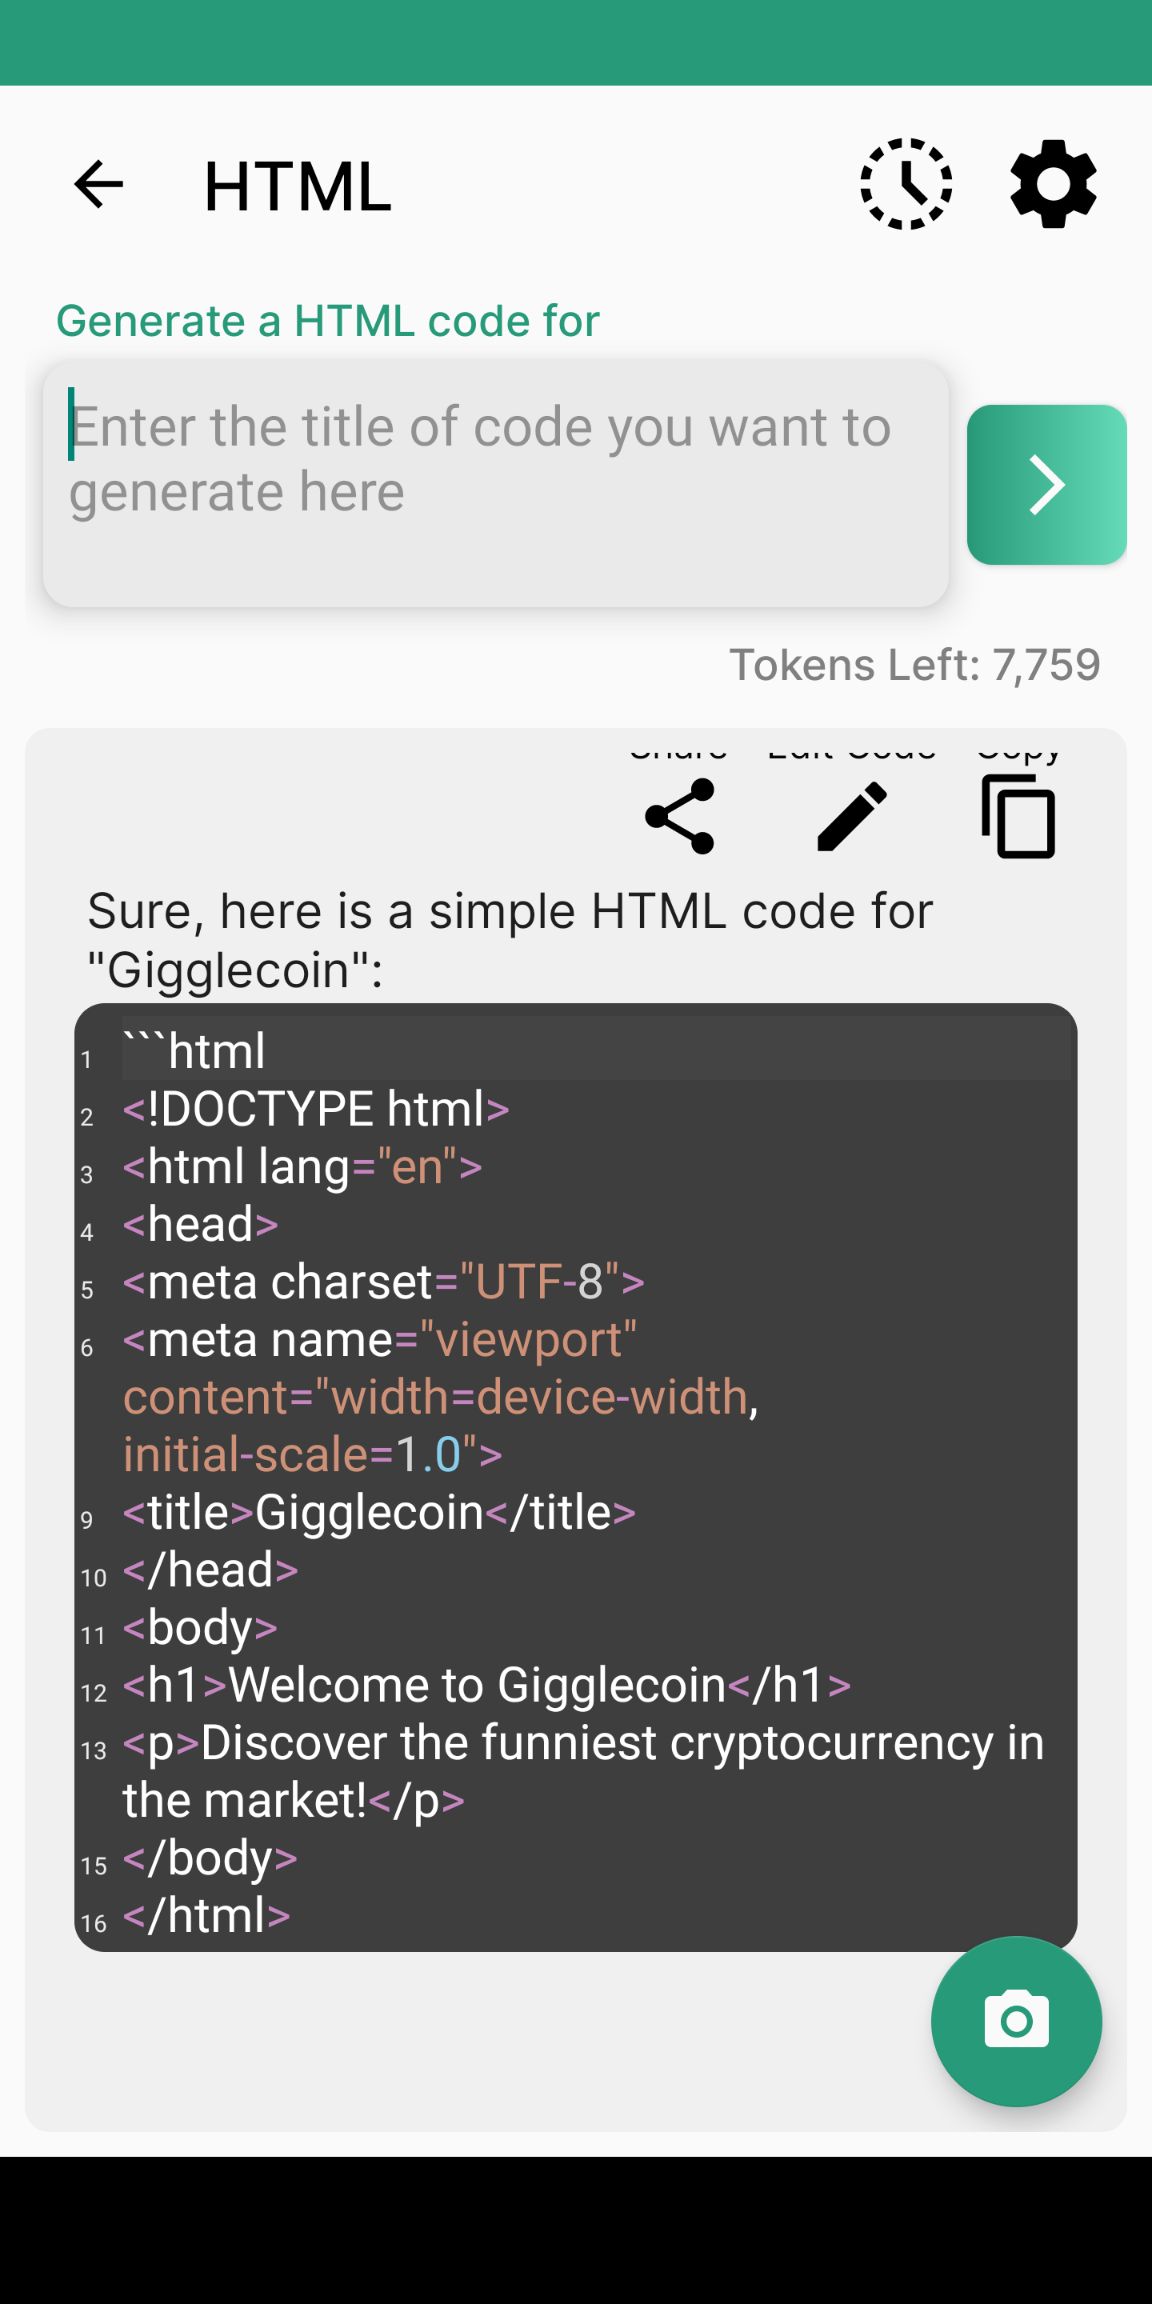 HTML
Generate a HTML code for
Enter the title of code you want to
generate here
Tokens Left: 7,759
Share Edit Code Copy
Sure, here is a simple HTML code for
"Gigglecoin":
1 ```html
2 <!DOCTYPE html>
3 <html lang="en">
4 <head>
5 <meta charset="UTF-8">
6 <meta name="viewport"
content="width=device-width,
initial-scale=1.0">
9 <title>Gigglecoin</title>
10 </head>
11 <body>
12 <h1>Welcome to Gigglecoin</h1>
13 <p>Discover the funniest cryptocurrency in
the market!</p>
15 </body>
16 </html>